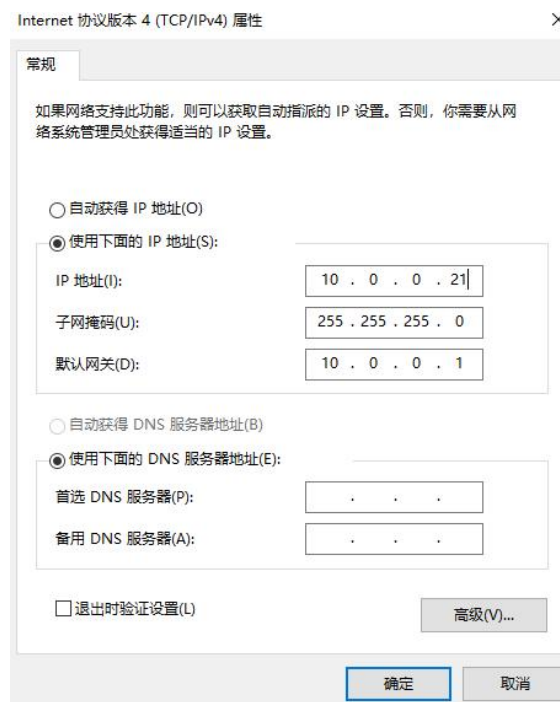 Internet 协议版本 4 (TCP/IPv4) 属性
常规
如果网络支持此功能，则可以获取自动指派的 IP 设置。否则，你需要从网
络系统管理员处获得适当的 IP 设置。
自动获得 IP 地址(O)
使用下面的 IP 地址(S):
IP 地址(I): 10 . 0 . 0 . 21
子网掩码(U): 255 . 255 . 255 . 0
默认网关(D): 10 . 0 . 0 . 1
自动获得 DNS 服务器地址(B)
使用下面的 DNS 服务器地址(E):
首选 DNS 服务器(P): . . .
备用 DNS 服务器(A): . . .
退出时验证设置(L)
高级(V)...
确定 取消